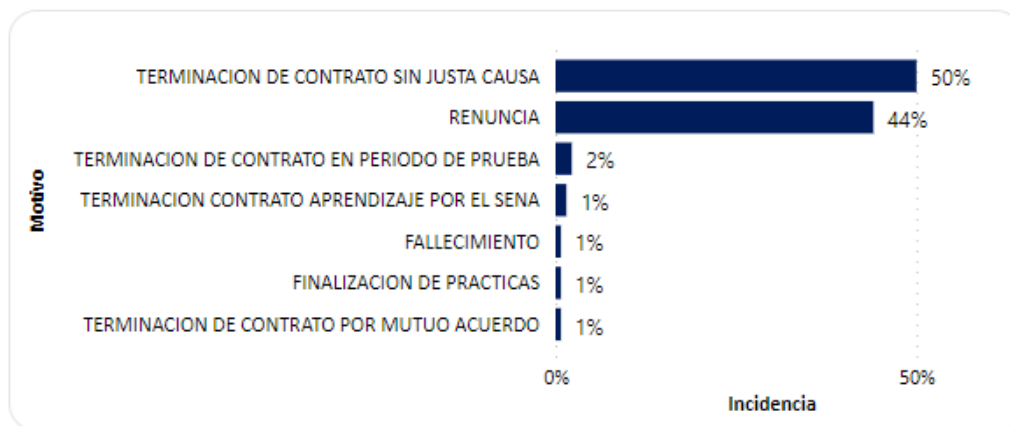 TERMINACION DE CONTRATO SIN JUSTA CAUSA 50%
RENUNCIA 44%
TERMINACION DE CONTRATO EN PERIODO DE PRUEBA 2%
TERMINACION CONTRATO APRENDIZAJE POR EL SENA 1%
FALLECIMIENTO 1%
FINALIZACION DE PRACTICAS 1%
TERMINACION DE CONTRATO POR MUTUO ACUERDO 1%
Motivo
0% 50%
Incidencia